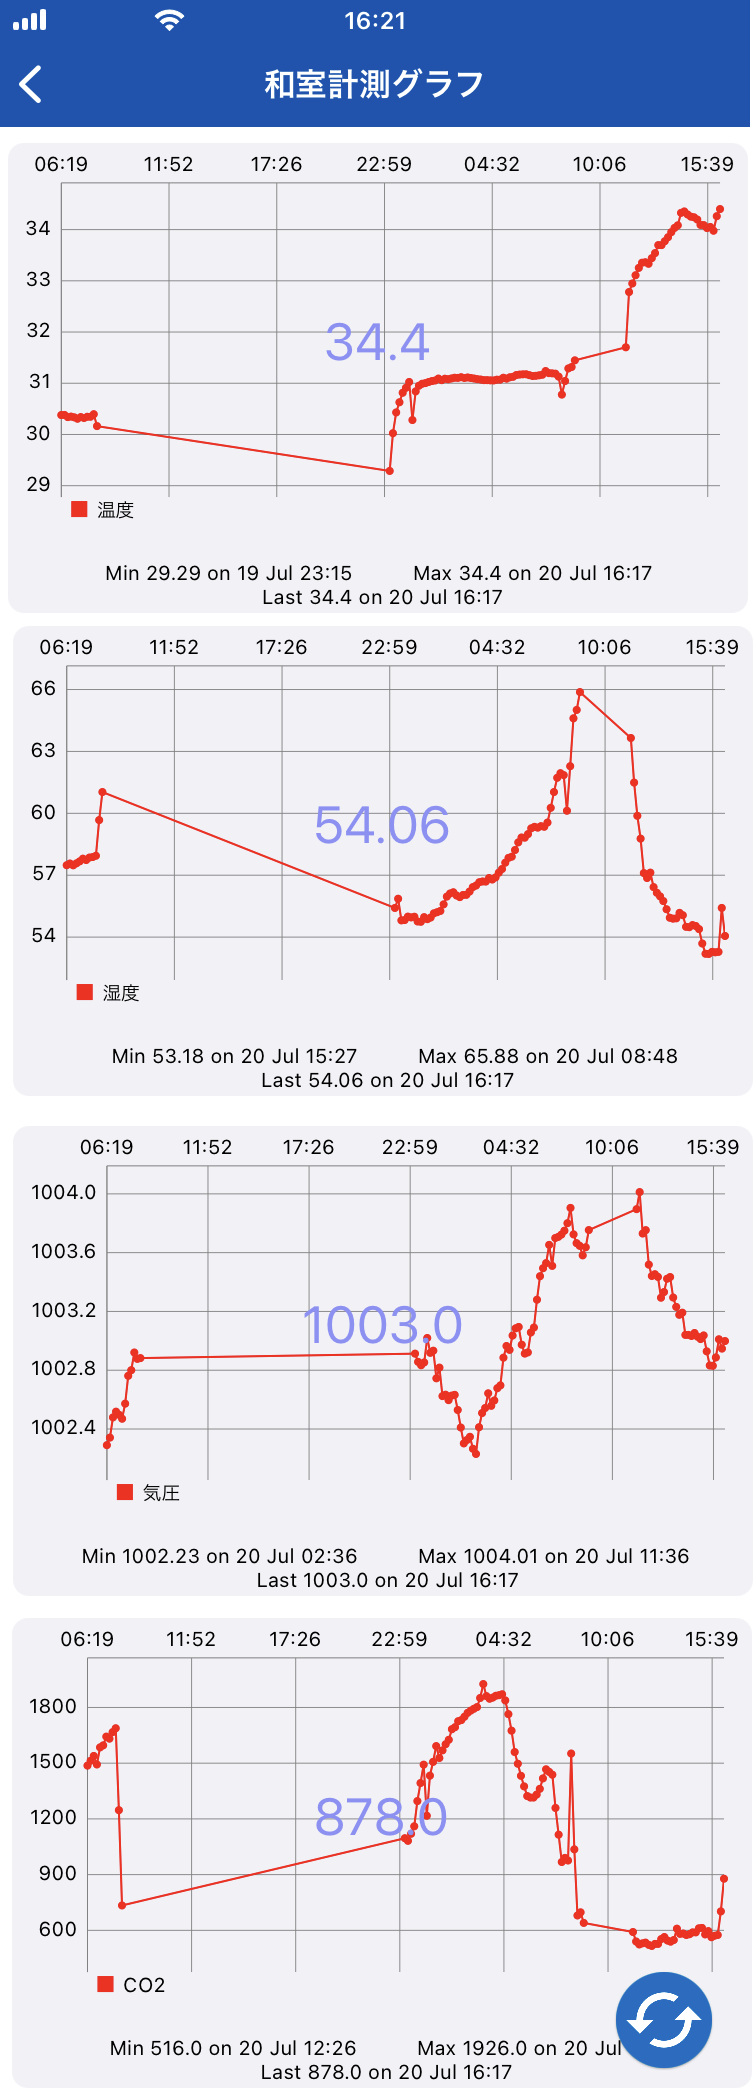 16:21
和室計測グラフ
06:19 11:52 17:26 22:59 04:32 10:06 15:39
34
33
32
34.4
31
30
29
温度
Min 29.29 on 19 Jul 23:15 Max 34.4 on 20 Jul 16:17
Last 34.4 on 20 Jul 16:17
06:19 11:52 17:26 22:59 04:32 10:06 15:39
66
63
60
54.06
57
54
湿度
Min 53.18 on 20 Jul 15:27 Max 65.88 on 20 Jul 08:48
Last 54.06 on 20 Jul 16:17
06:19 11:52 17:26 22:59 04:32 10:06 15:39
1004.0
1003.6
1003.2
1003.0
1002.8
1002.4
気圧
Min 1002.23 on 20 Jul 02:36 Max 1004.01 on 20 Jul 11:36
Last 1003.0 on 20 Jul 16:17
06:19 11:52 17:26 22:59 04:32 10:06 15:39
1800
1500
1200
878.0
900
600
CO2
Min 516.0 on 20 Jul 12:26 Max 1926.0 on 20 Jul
Last 878.0 on 20 Jul 16:17